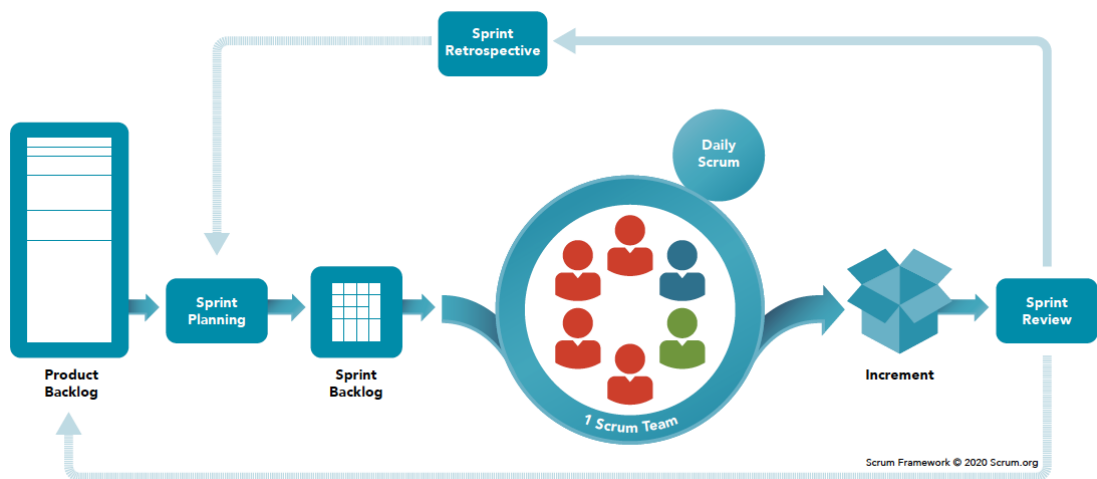 Sprint
Retrospective
Daily
Scrum
Sprint
Planning
Sprint
Review
Product
Backlog
Sprint
Backlog
1 Scrum Team
Increment
Scrum Framework © 2020 Scrum.org